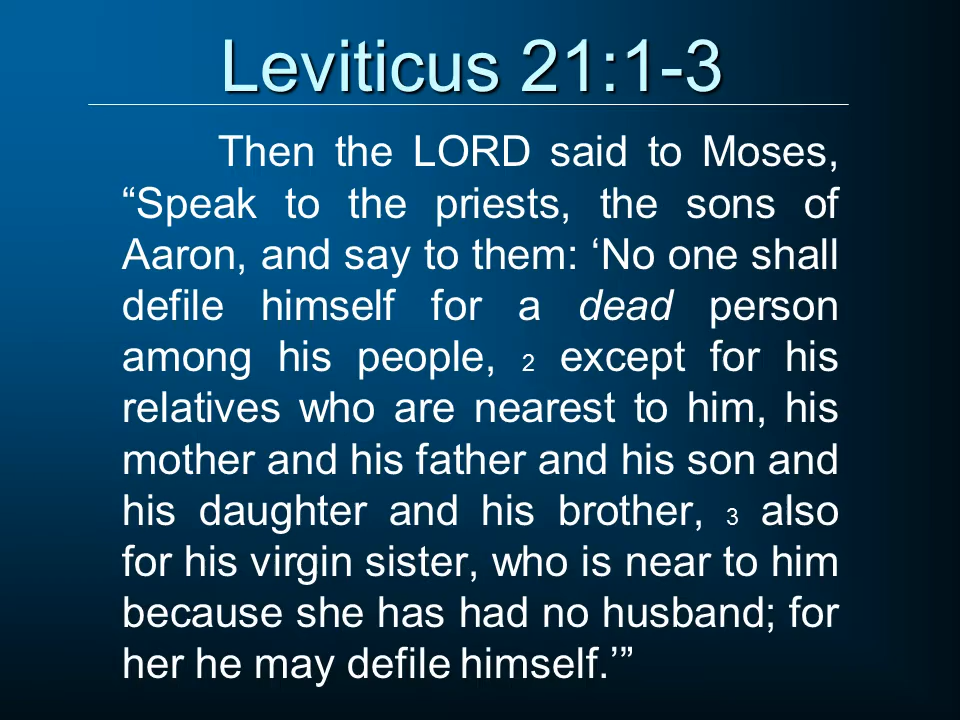 Leviticus 21:1-3
Then the LORD said to Moses,
“Speak to the priests, the sons of
Aaron, and say to them: ‘No one shall
defile himself for a dead person
among his people, 2 except for his
relatives who are nearest to him, his
mother and his father and his son and
his daughter and his brother, 3 also
for his virgin sister, who is near to him
because she has had no husband; for
her he may defile himself.’”